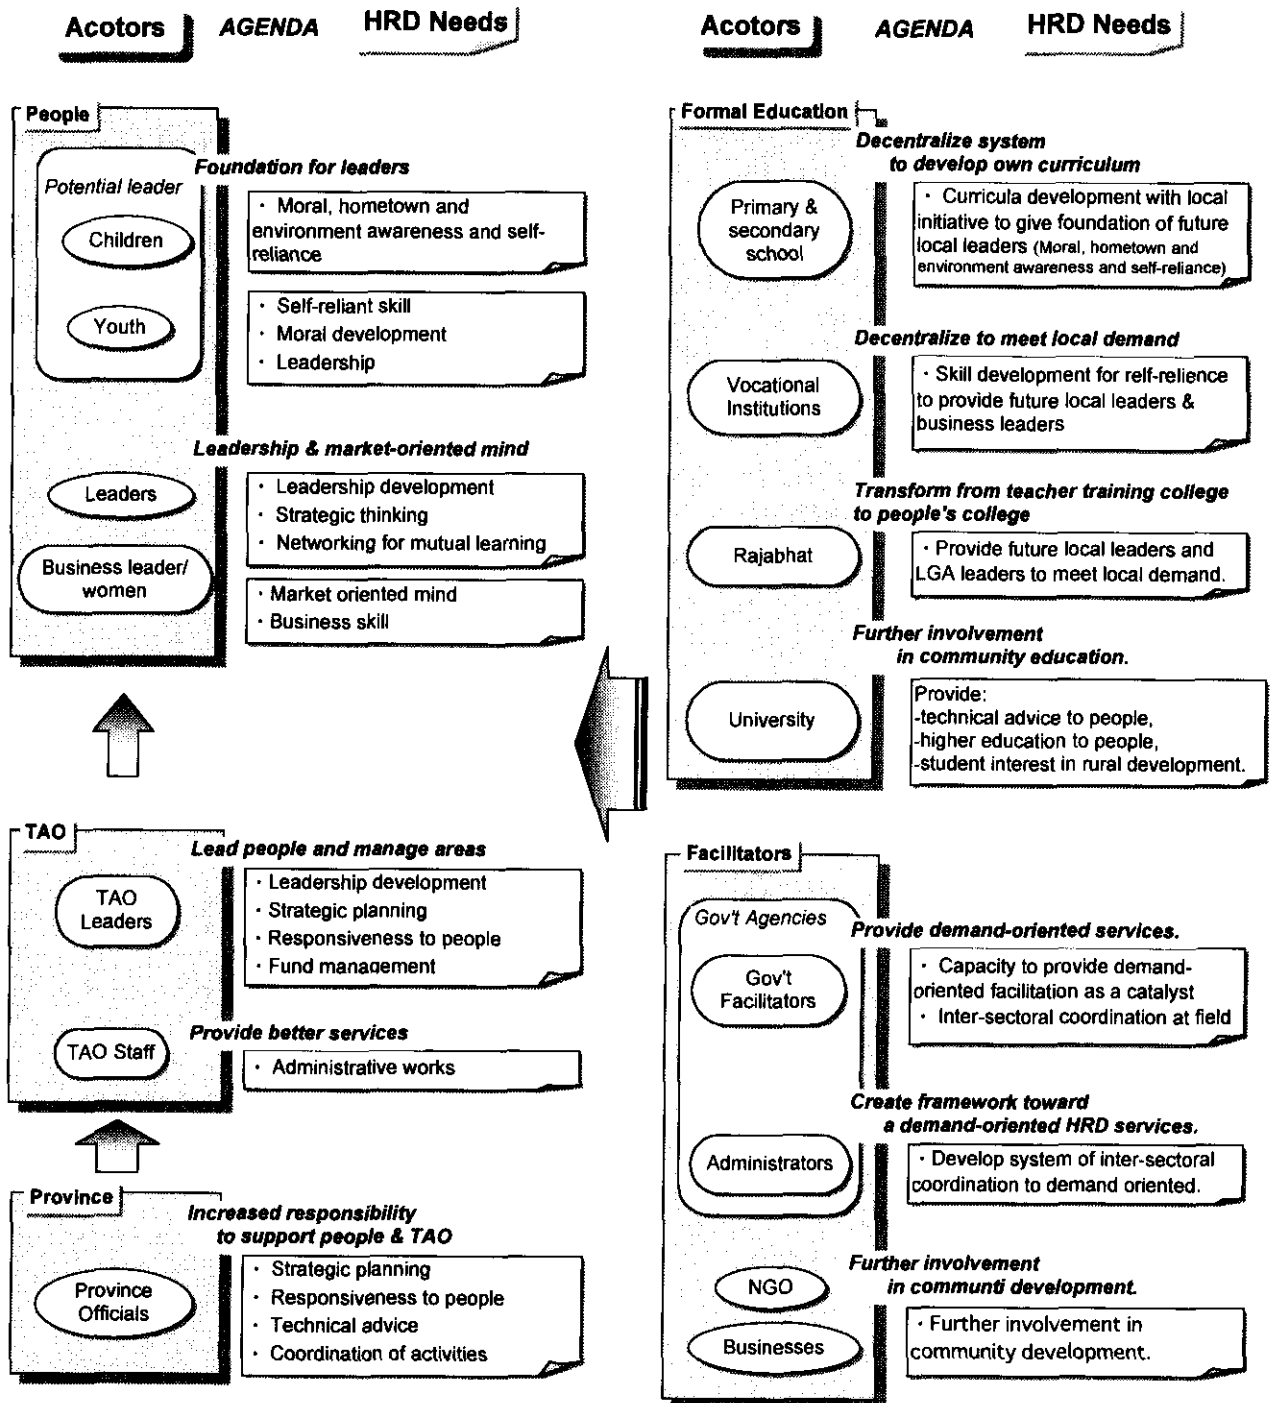 Acotors AGENDA HRD Needs
People
Foundation for leaders
Potential leader
Children
· Moral, hometown and
environment awareness and self-
reliance
Youth
· Self-reliant skill
· Moral development
· Leadership
Leadership & market-oriented mind
Leaders
· Leadership development
· Strategic thinking
· Networking for mutual learning
Business leader/
women
· Market oriented mind
· Business skill
TAO
Lead people and manage areas
TAO
Leaders
· Leadership development
· Strategic planning
· Responsiveness to people
· Fund management
Provide better services
TAO Staff
· Administrative works
Province
Increased responsibility
to support people & TAO
Province
Officials
· Strategic planning
· Responsiveness to people
· Technical advice
· Coordination of activities
Acotors AGENDA HRD Needs
Formal Education
Decentralize system
to develop own curriculum
Primary &
secondary
school
· Curricula development with local
initiative to give foundation of future
local leaders (Moral, hometown and
environment awareness and self-reliance)
Decentralize to meet local demand
Vocational
Institutions
· Skill development for relf-relience
to provide future local leaders &
business leaders
Transform from teacher training college
to people's college
Rajabhat
· Provide future local leaders and
LGA leaders to meet local demand.
Further involvement
in community education.
University
Provide:
-technical advice to people,
-higher education to people,
-student interest in rural development.
Facilitators
Gov't Agencies
Provide demand-oriented services.
Gov't
Facilitators
· Capacity to provide demand-
oriented facilitation as a catalyst
· Inter-sectoral coordination at field
Create framework toward
a demand-oriented HRD services.
Administrators
· Develop system of inter-sectoral
coordination to demand oriented.
Further involvement
in communti development.
NGO
Businesses
· Further involvement in
community development.